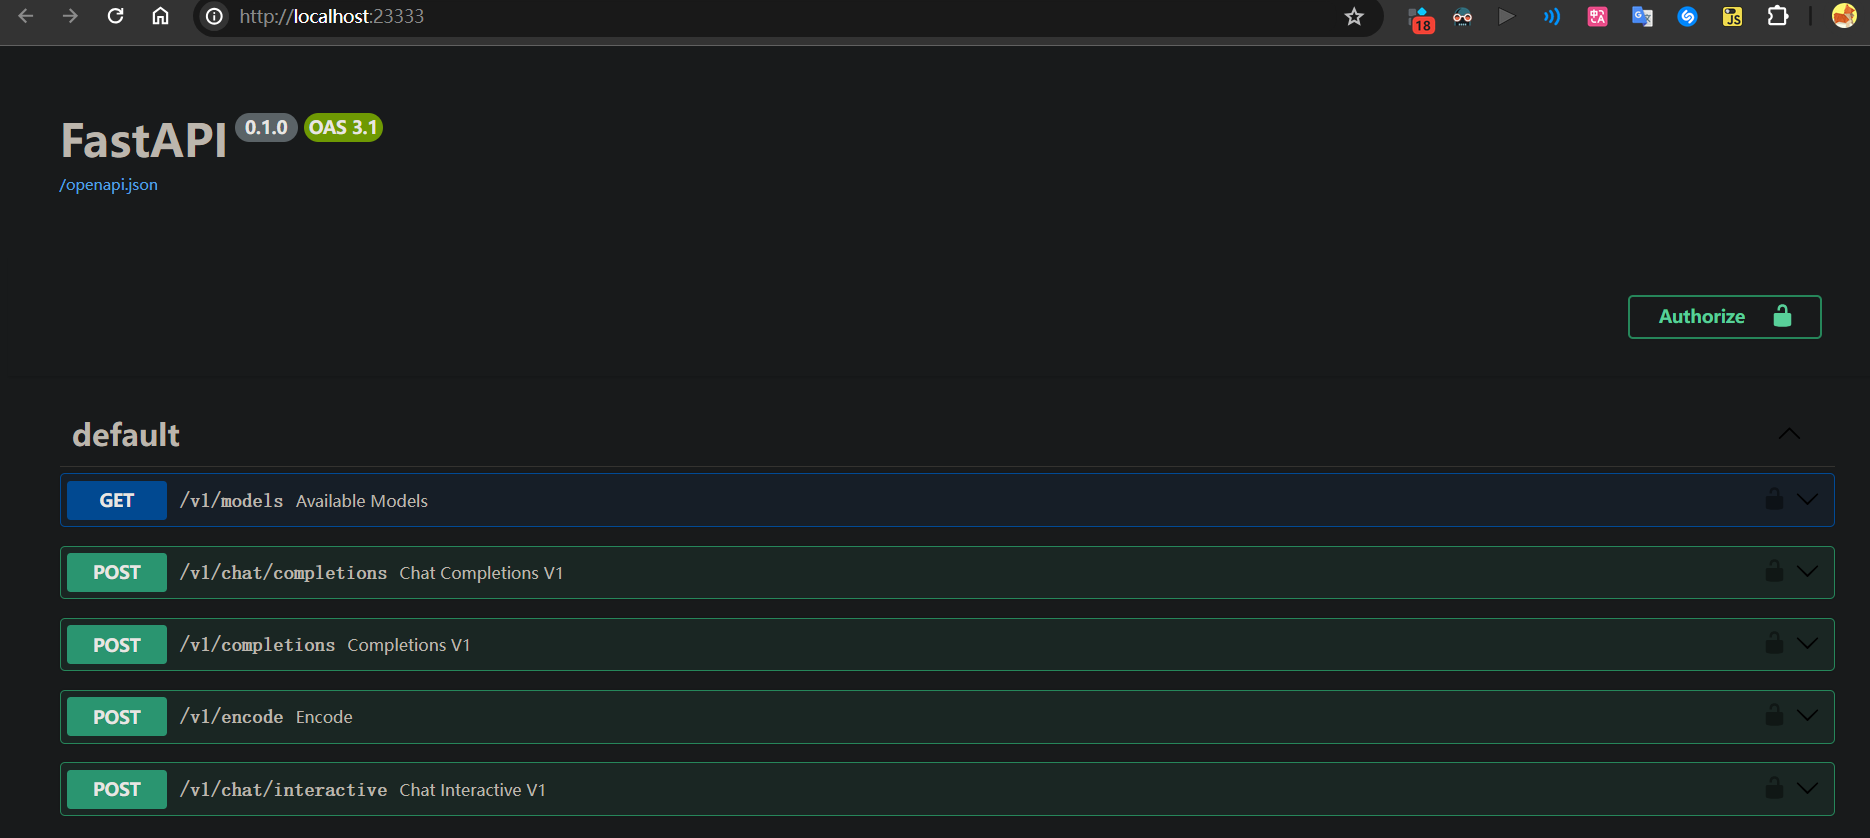 http://localhost:23333
18
JS
FastAPI 0.1.0 OAS 3.1
/openapi.json
Authorize
default
GET /v1/models Available Models
POST /v1/chat/completions Chat Completions V1
POST /v1/completions Completions V1
POST /v1/encode Encode
POST /v1/chat/interactive Chat Interactive V1